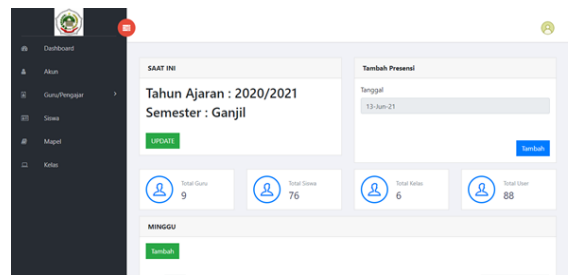 Dashboard
Akun
Guru/Pengajar
Siswa
Mapel
Kelas
SAAT INI
Tahun Ajaran : 2020/2021
Semester : Ganjil
UPDATE
Tambah Presensi
Tanggal
13-Jun-21
Tambah
Total Guru
9
Total Siswa
76
Total Kelas
6
Total User
88
MINGGU
Tambah